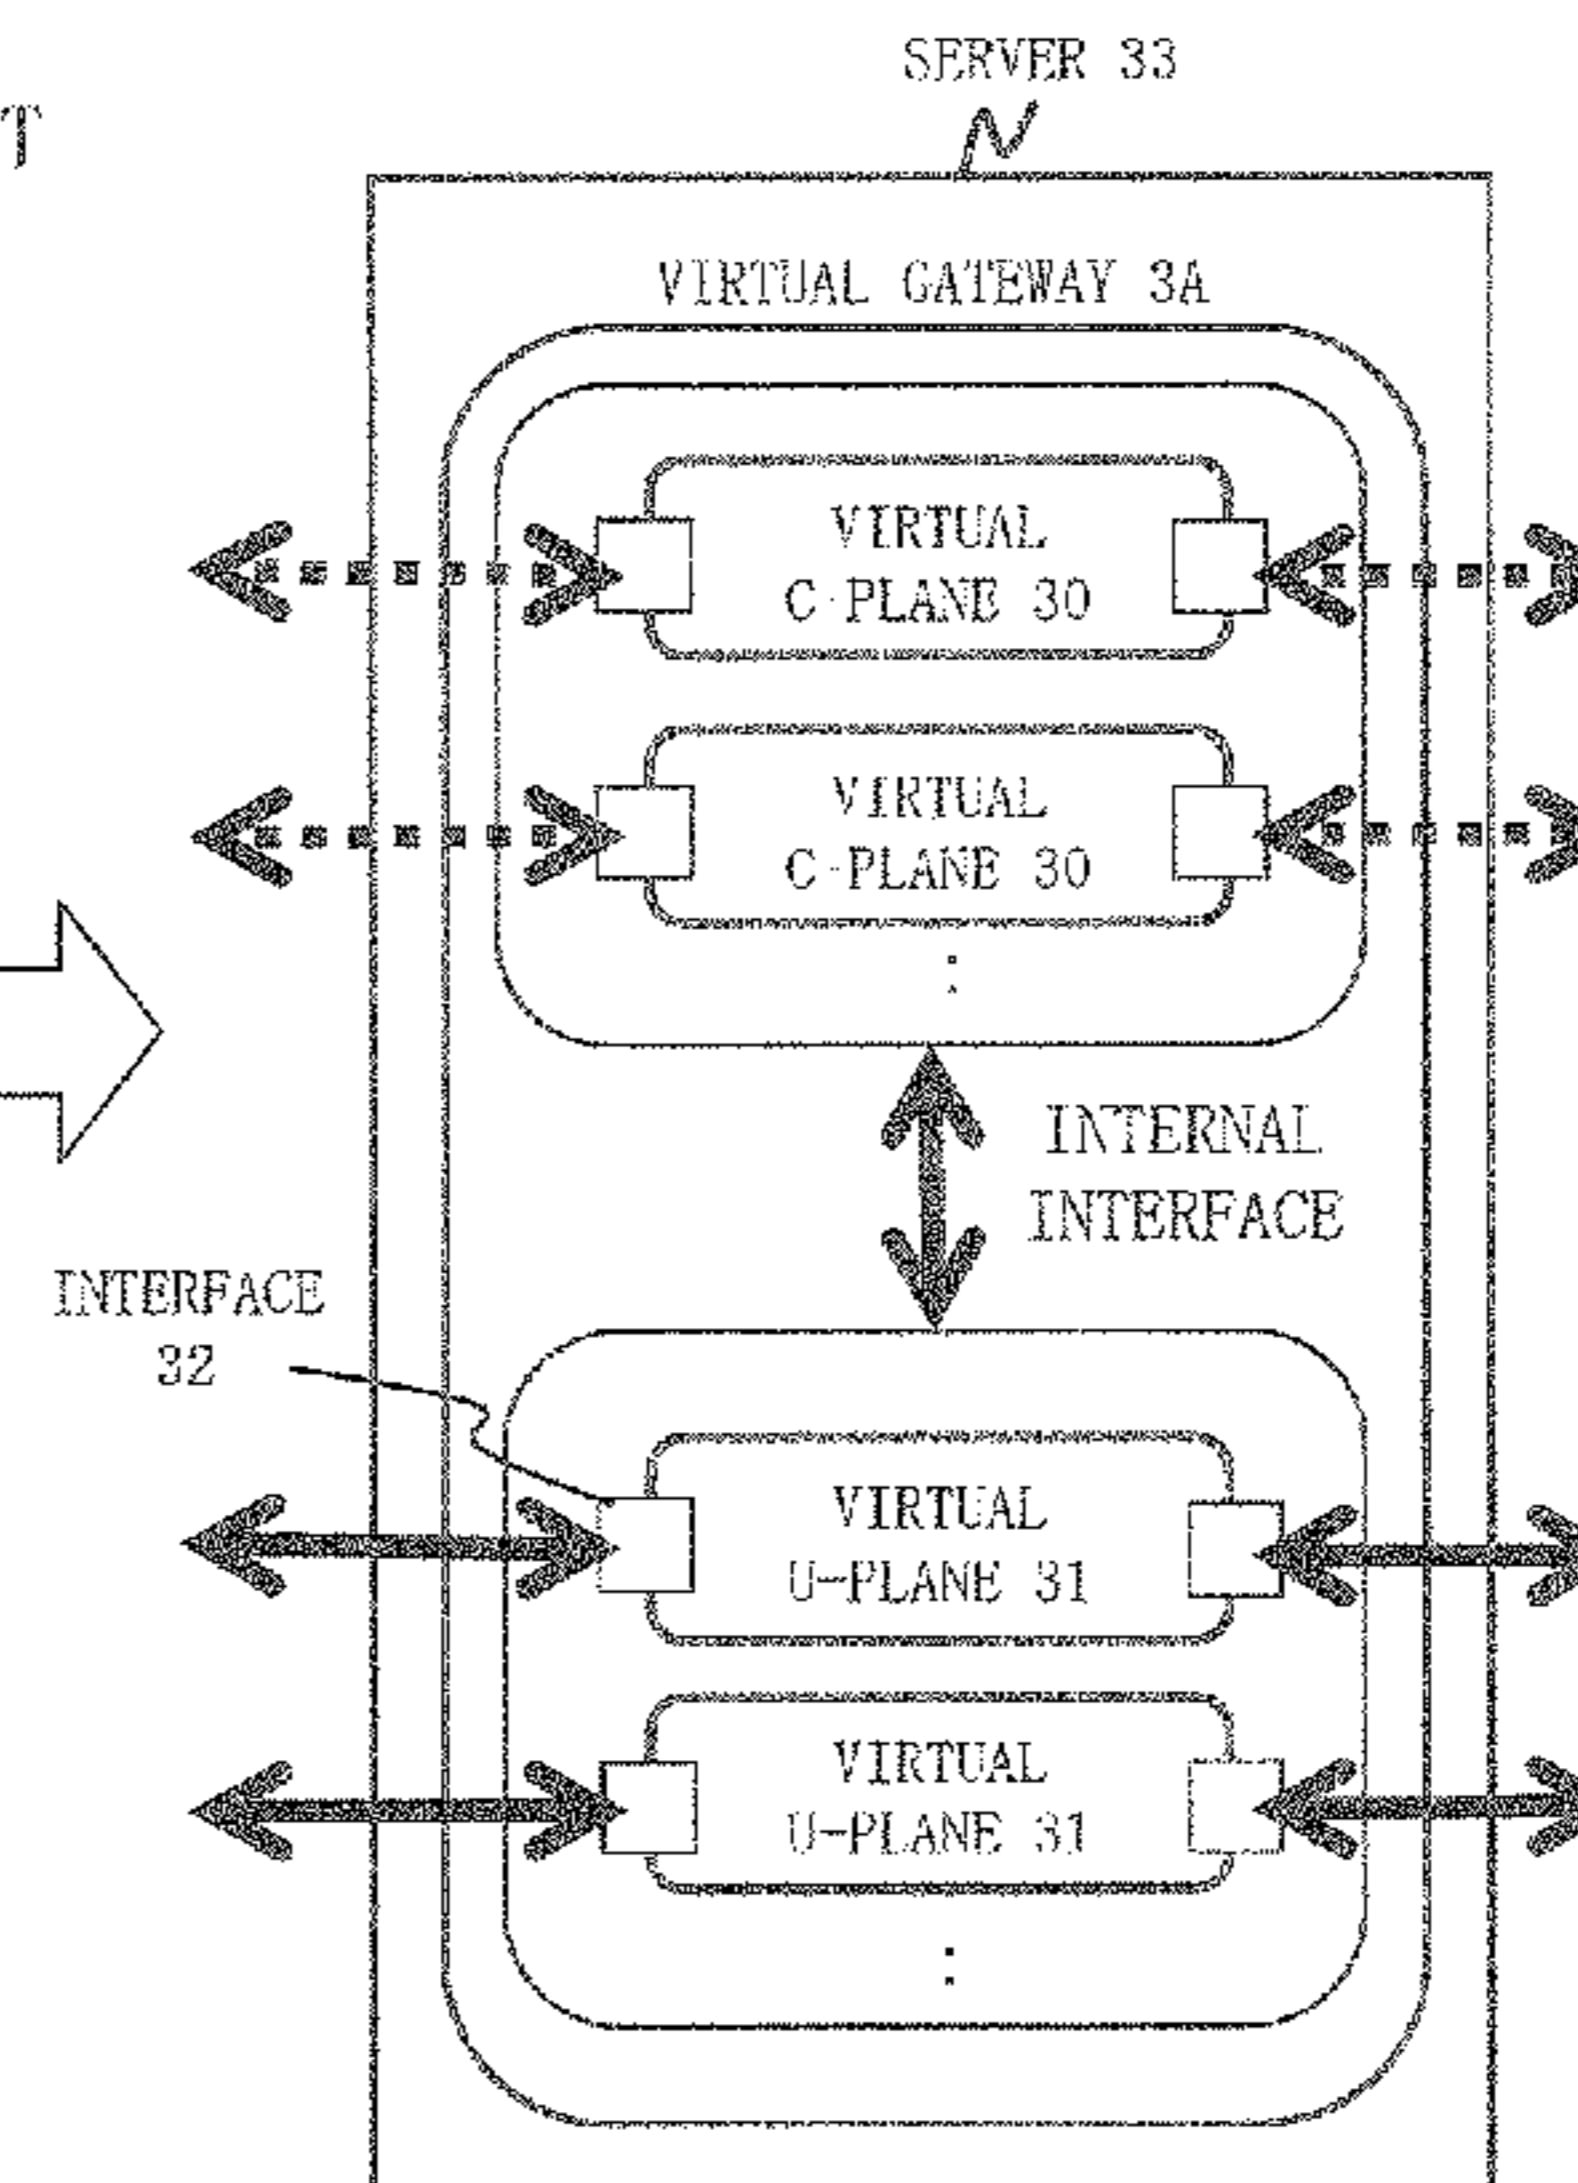 SERVER 33
T
VIRTUAL GATEWAY 3A
VIRTUAL
C-PLANE 30
VIRTUAL
C-PLANE 30
INTERNAL
INTERFACE
INTERFACE
32
VIRTUAL
U-PLANE 31
VIRTUAL
U-PLANE 31